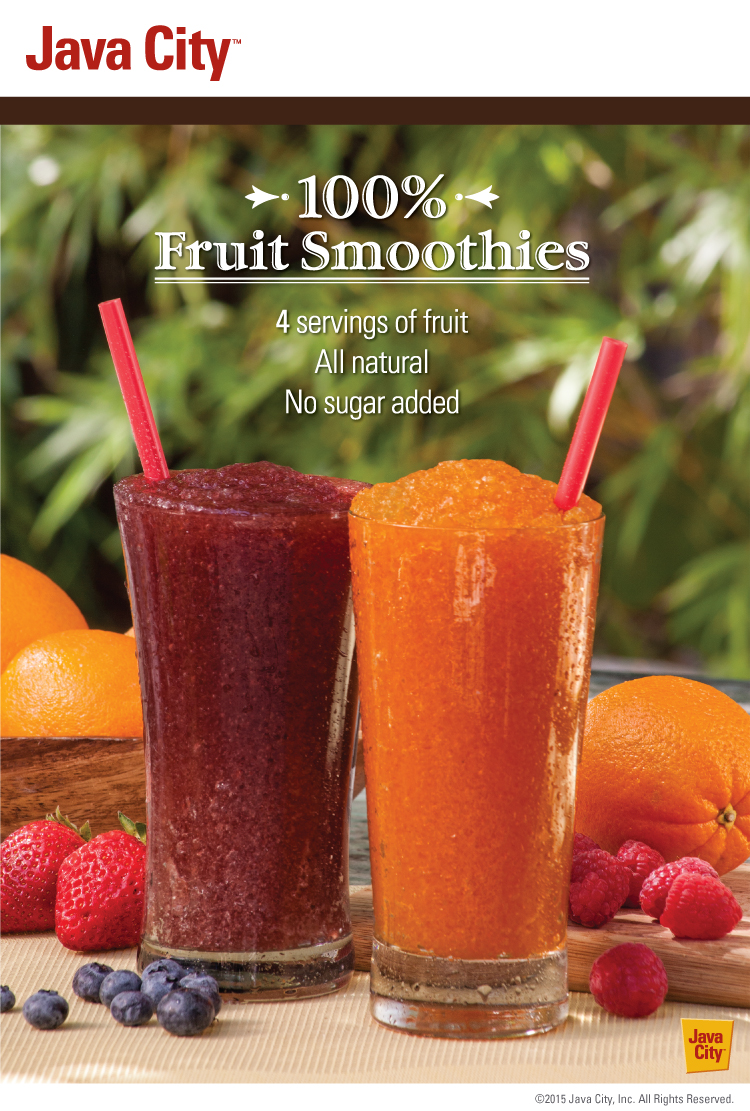 Java City™
100%
Fruit Smoothies
4 servings of fruit
All natural
No sugar added
Java
City™
©2015 Java City, Inc. All Rights Reserved.